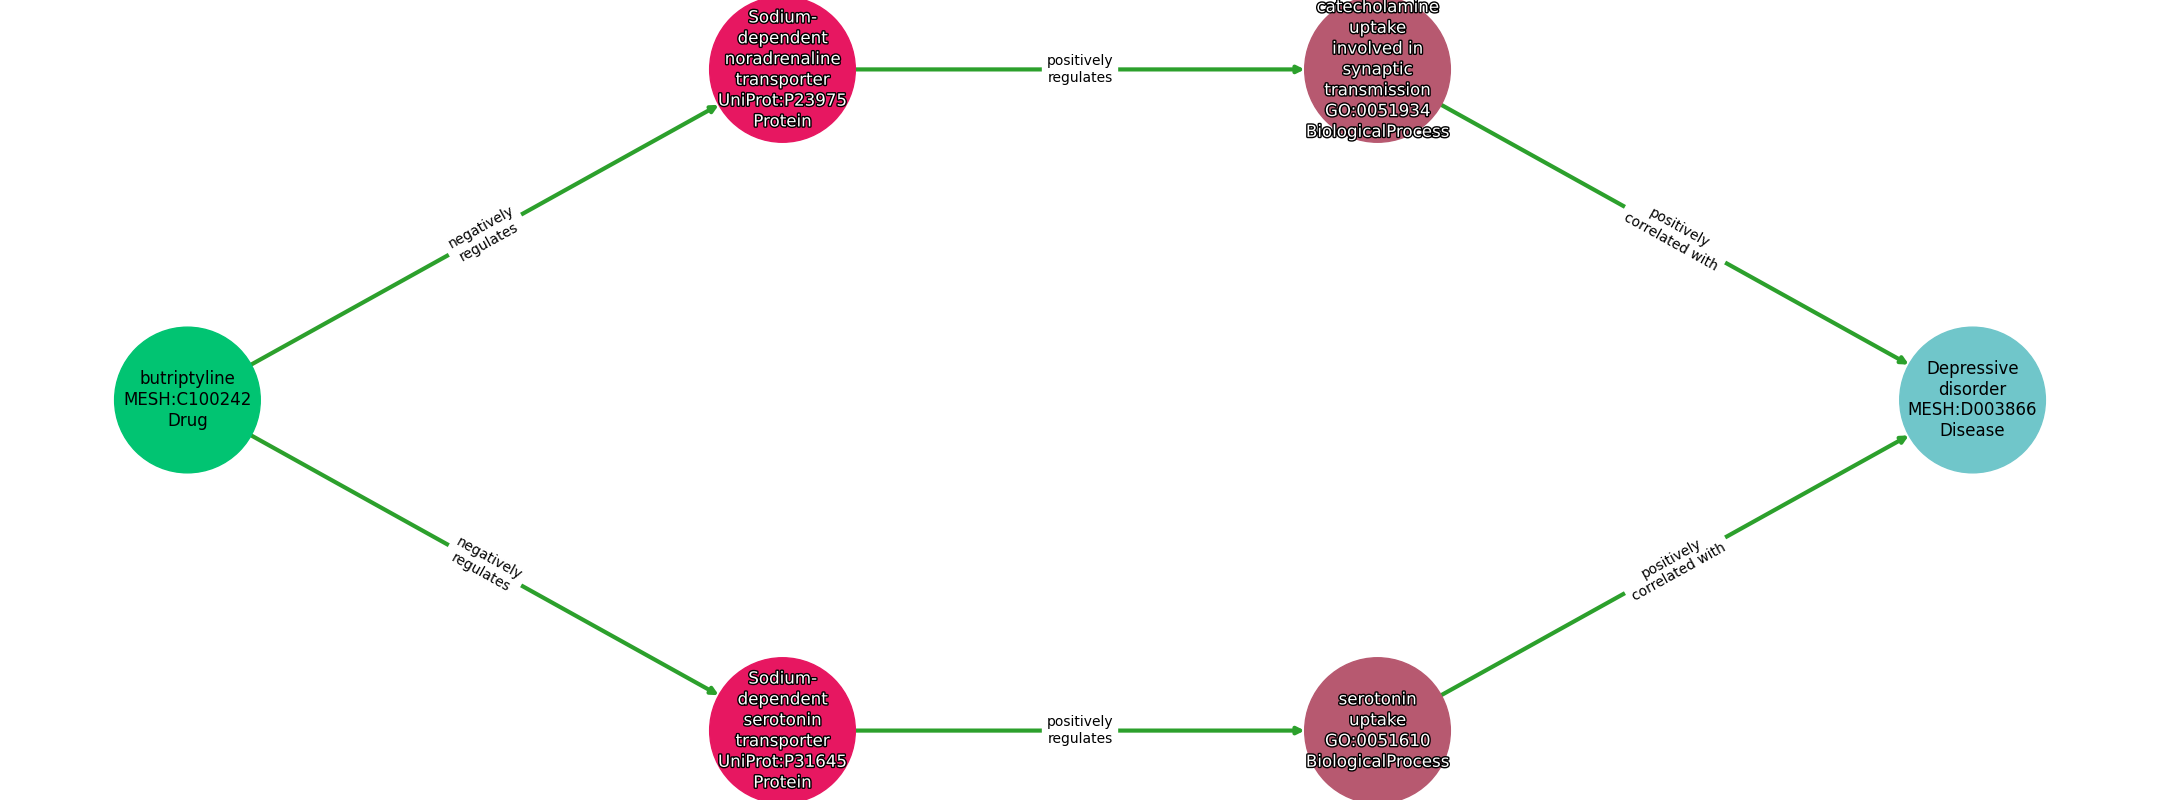 Sodium-
dependent
noradrenaline
transporter
UniProt:P23975
Protein
positively
regulates
catecholamine
uptake
involved in
synaptic
transmission
GO:0051934
BiologicalProcess
negatively
regulates
positively
correlated with
butriptyline
MESH:C100242
Drug
Depressive
disorder
MESH:D003866
Disease
negatively
regulates
positively
correlated with
Sodium-
dependent
serotonin
transporter
UniProt:P31645
Protein
positively
regulates
serotonin
uptake
GO:0051610
BiologicalProcess